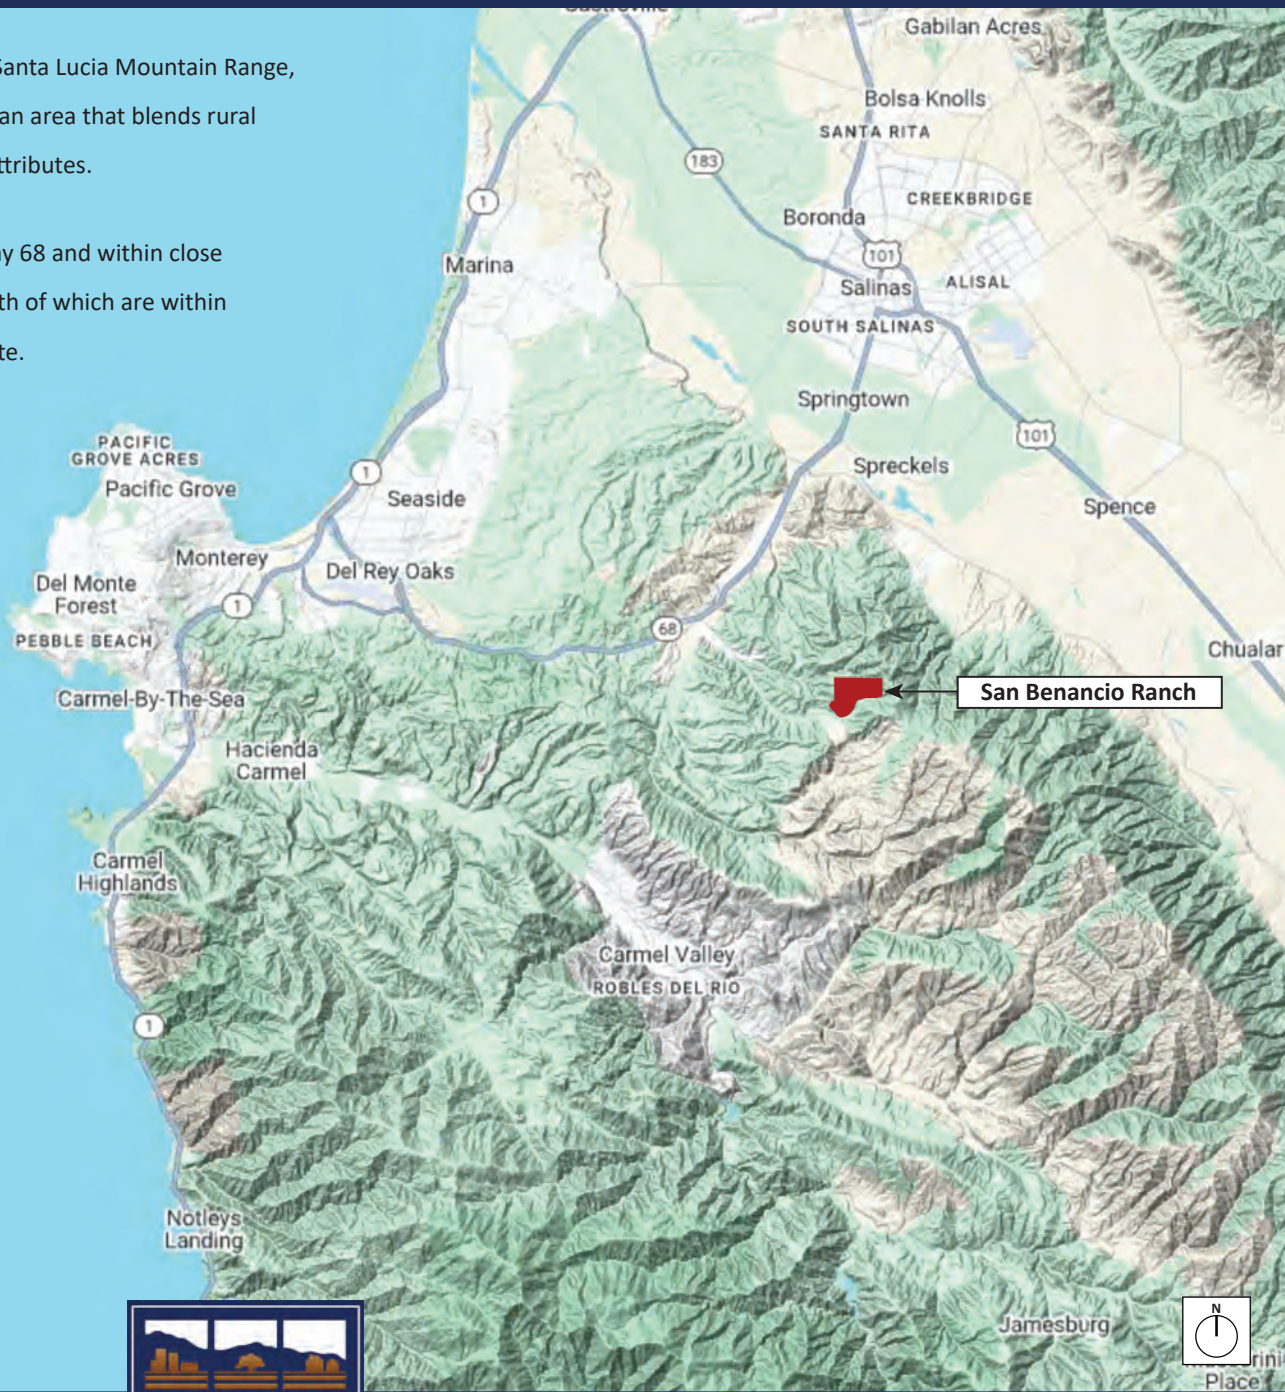 Gabilan Acres
Santa Lucia Mountain Range,
an area that blends rural
ttributes.
Bolsa Knolls
SANTA RITA
183
CREEKBRIDGE
1
Boronda
y 68 and within close
th of which are within
te.
Marina
101
Salinas
ALISAL
SOUTH SALINAS
Springtown
101
PACIFIC
GROVE ACRES
Pacific Grove
1
Seaside
Spreckels
Spence
Monterey
Del Rey Oaks
Del Monte
Forest
1
PEBBLE BEACH
68
Chualar
San Benancio Ranch
Carmel-By-The-Sea
Hacienda
Carmel
Carmel
Highlands
Carmel Valley
ROBLES DEL RIO
1
Notleys
Landing
Jamesburg
N
Place